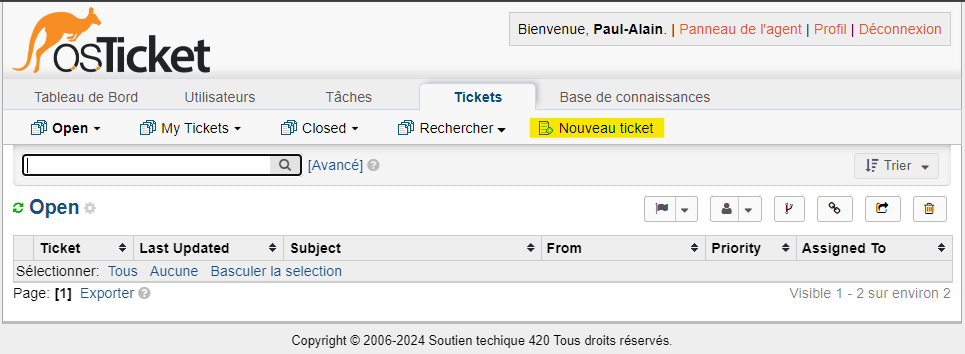 osTicket
Bienvenue, Paul-Alain. | Panneau de l'agent | Profil | Déconnexion
Tableau de Bord Utilisateurs Tâches Tickets Base de connaissances
Open My Tickets Closed Rechercher Nouveau ticket
[Avancé] Trier
Open
Ticket Last Updated Subject From Priority Assigned To
Sélectionner: Tous Aucune Basculer la selection
Page: [1] Exporter Visible 1 - 2 sur environ 2
Copyright © 2006-2024 Soutien techique 420 Tous droits réservés.